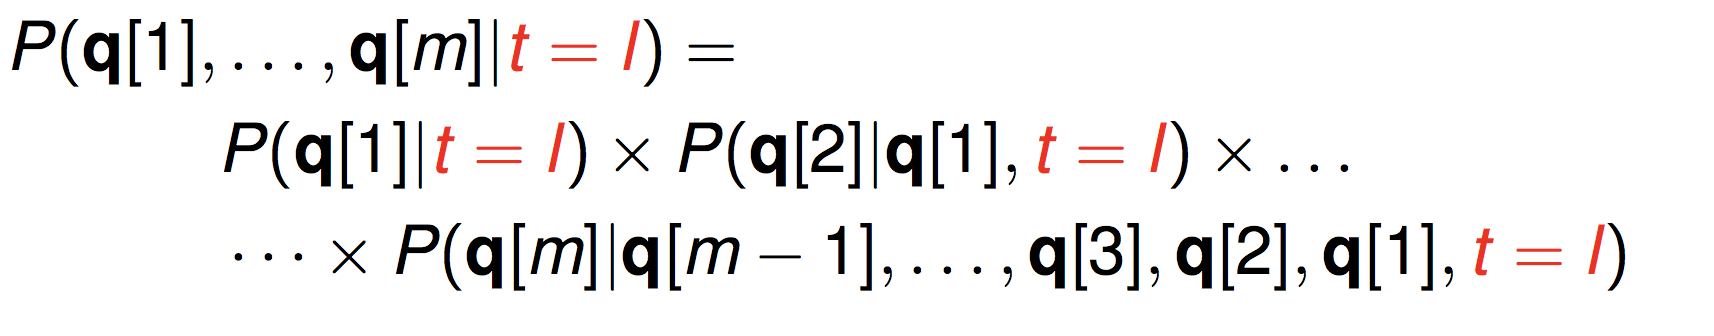 P(q[1], . . . , q[m]|t = l) =
P(q[1]|t = l) × P(q[2]|q[1], t = l) × . . .
· · · × P(q[m]|q[m − 1], . . . , q[3], q[2], q[1], t = l)